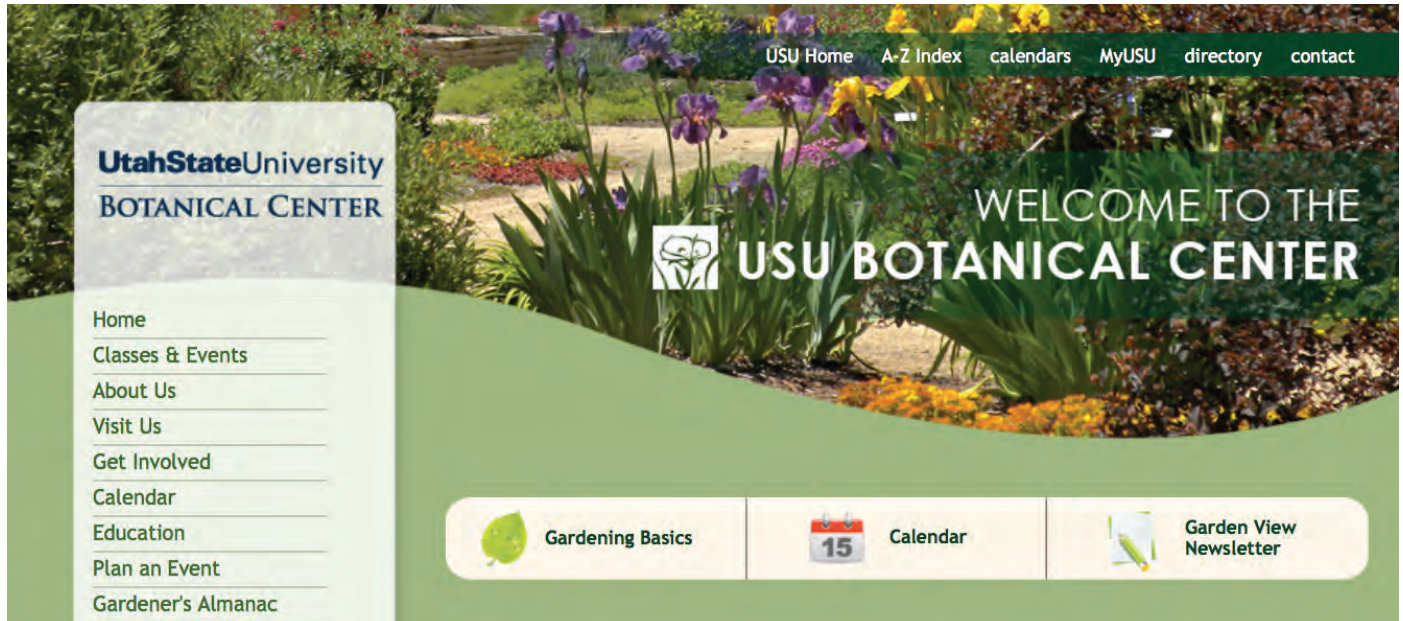 USU Home A-Z Index calendars MyUSU directory contact
UtahStateUniversity
BOTANICAL CENTER
WELCOME TO THE
USU BOTANICAL CENTER
Home
Classes & Events
About Us
Visit Us
Get Involved
Calendar
Education
Plan an Event
Gardener's Almanac
Gardening Basics
15
Calendar
Garden View
Newsletter